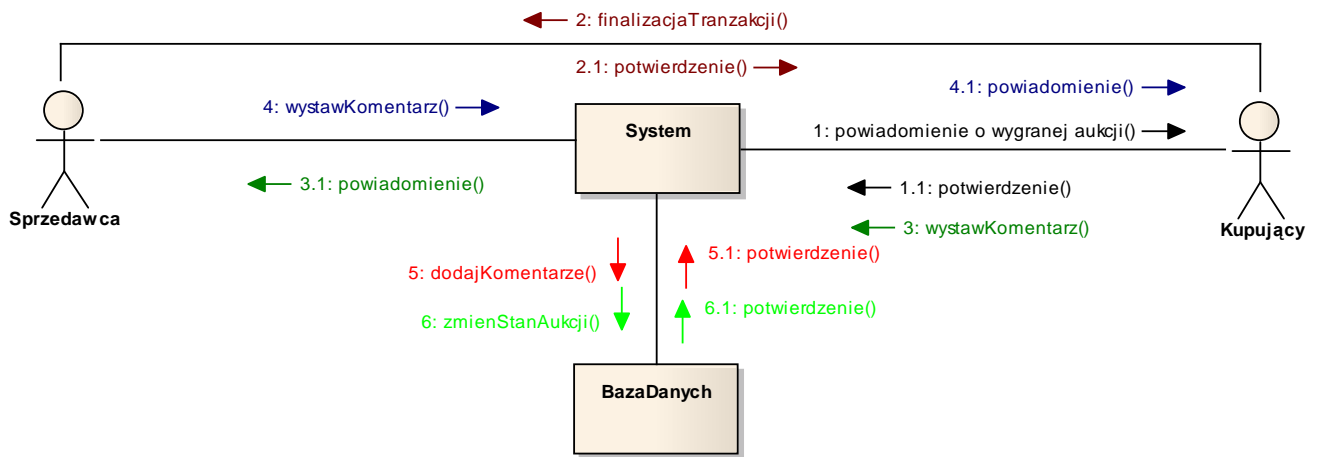 2: finalizacjaTranzakcji()
2.1: potwierdzenie()
4.1: powiadomienie()
4: wystawKomentarz()
System
1: powiadomienie o wygranej aukcji()
3.1: powiadomienie()
1.1: potwierdzenie()
Sprzedawca
3: wystawKomentarz()
Kupujący
5: dodajKomentarze()
5.1: potwierdzenie()
6: zmienStanAukcji()
6.1: potwierdzenie()
BazaDanych